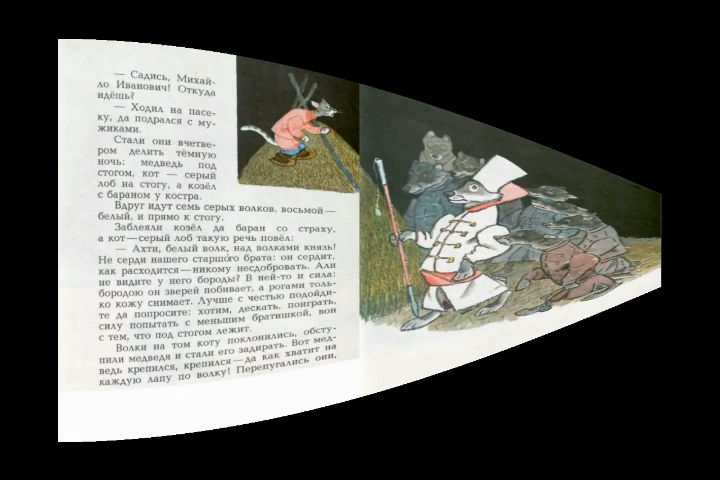 — Садись, Михай-
ло Иванович! Откуда
идёшь?
— Ходил на пасе-
ку, да подрался с му-
жиками.
Стали они вчетве-
ром делить тёмную
ночь: медведь под
стогом, кот — серый
лоб на стогу, а козёл
с бараном у костра.
Вдруг идут семь серых волков, восьмой —
белый, и прямо к стогу.
Заблеяли козёл да баран со страху,
а кот — серый лоб такую речь повёл:
— Ахти, белый волк, над волками князь!
Не серди нашего старшо́го брата: он сердит,
как расходится — никому несдобровать. Али
не видите у него бороды? В ней-то и сила:
бородою он зверей побивает, а рогами толь-
ко кожу снимает. Лучше с честью подойди-
те да попросите: хотим, дескать, поиграть,
силу попытать с меньшим братишкой, вон
с тем, что под стогом лежит.
Волки на том коту поклонились, обсту-
пили медведя и стали его задирать. Вот мед-
ведь крепился, крепился — да как хватит на
каждую лапу по волку! Перепугались они,